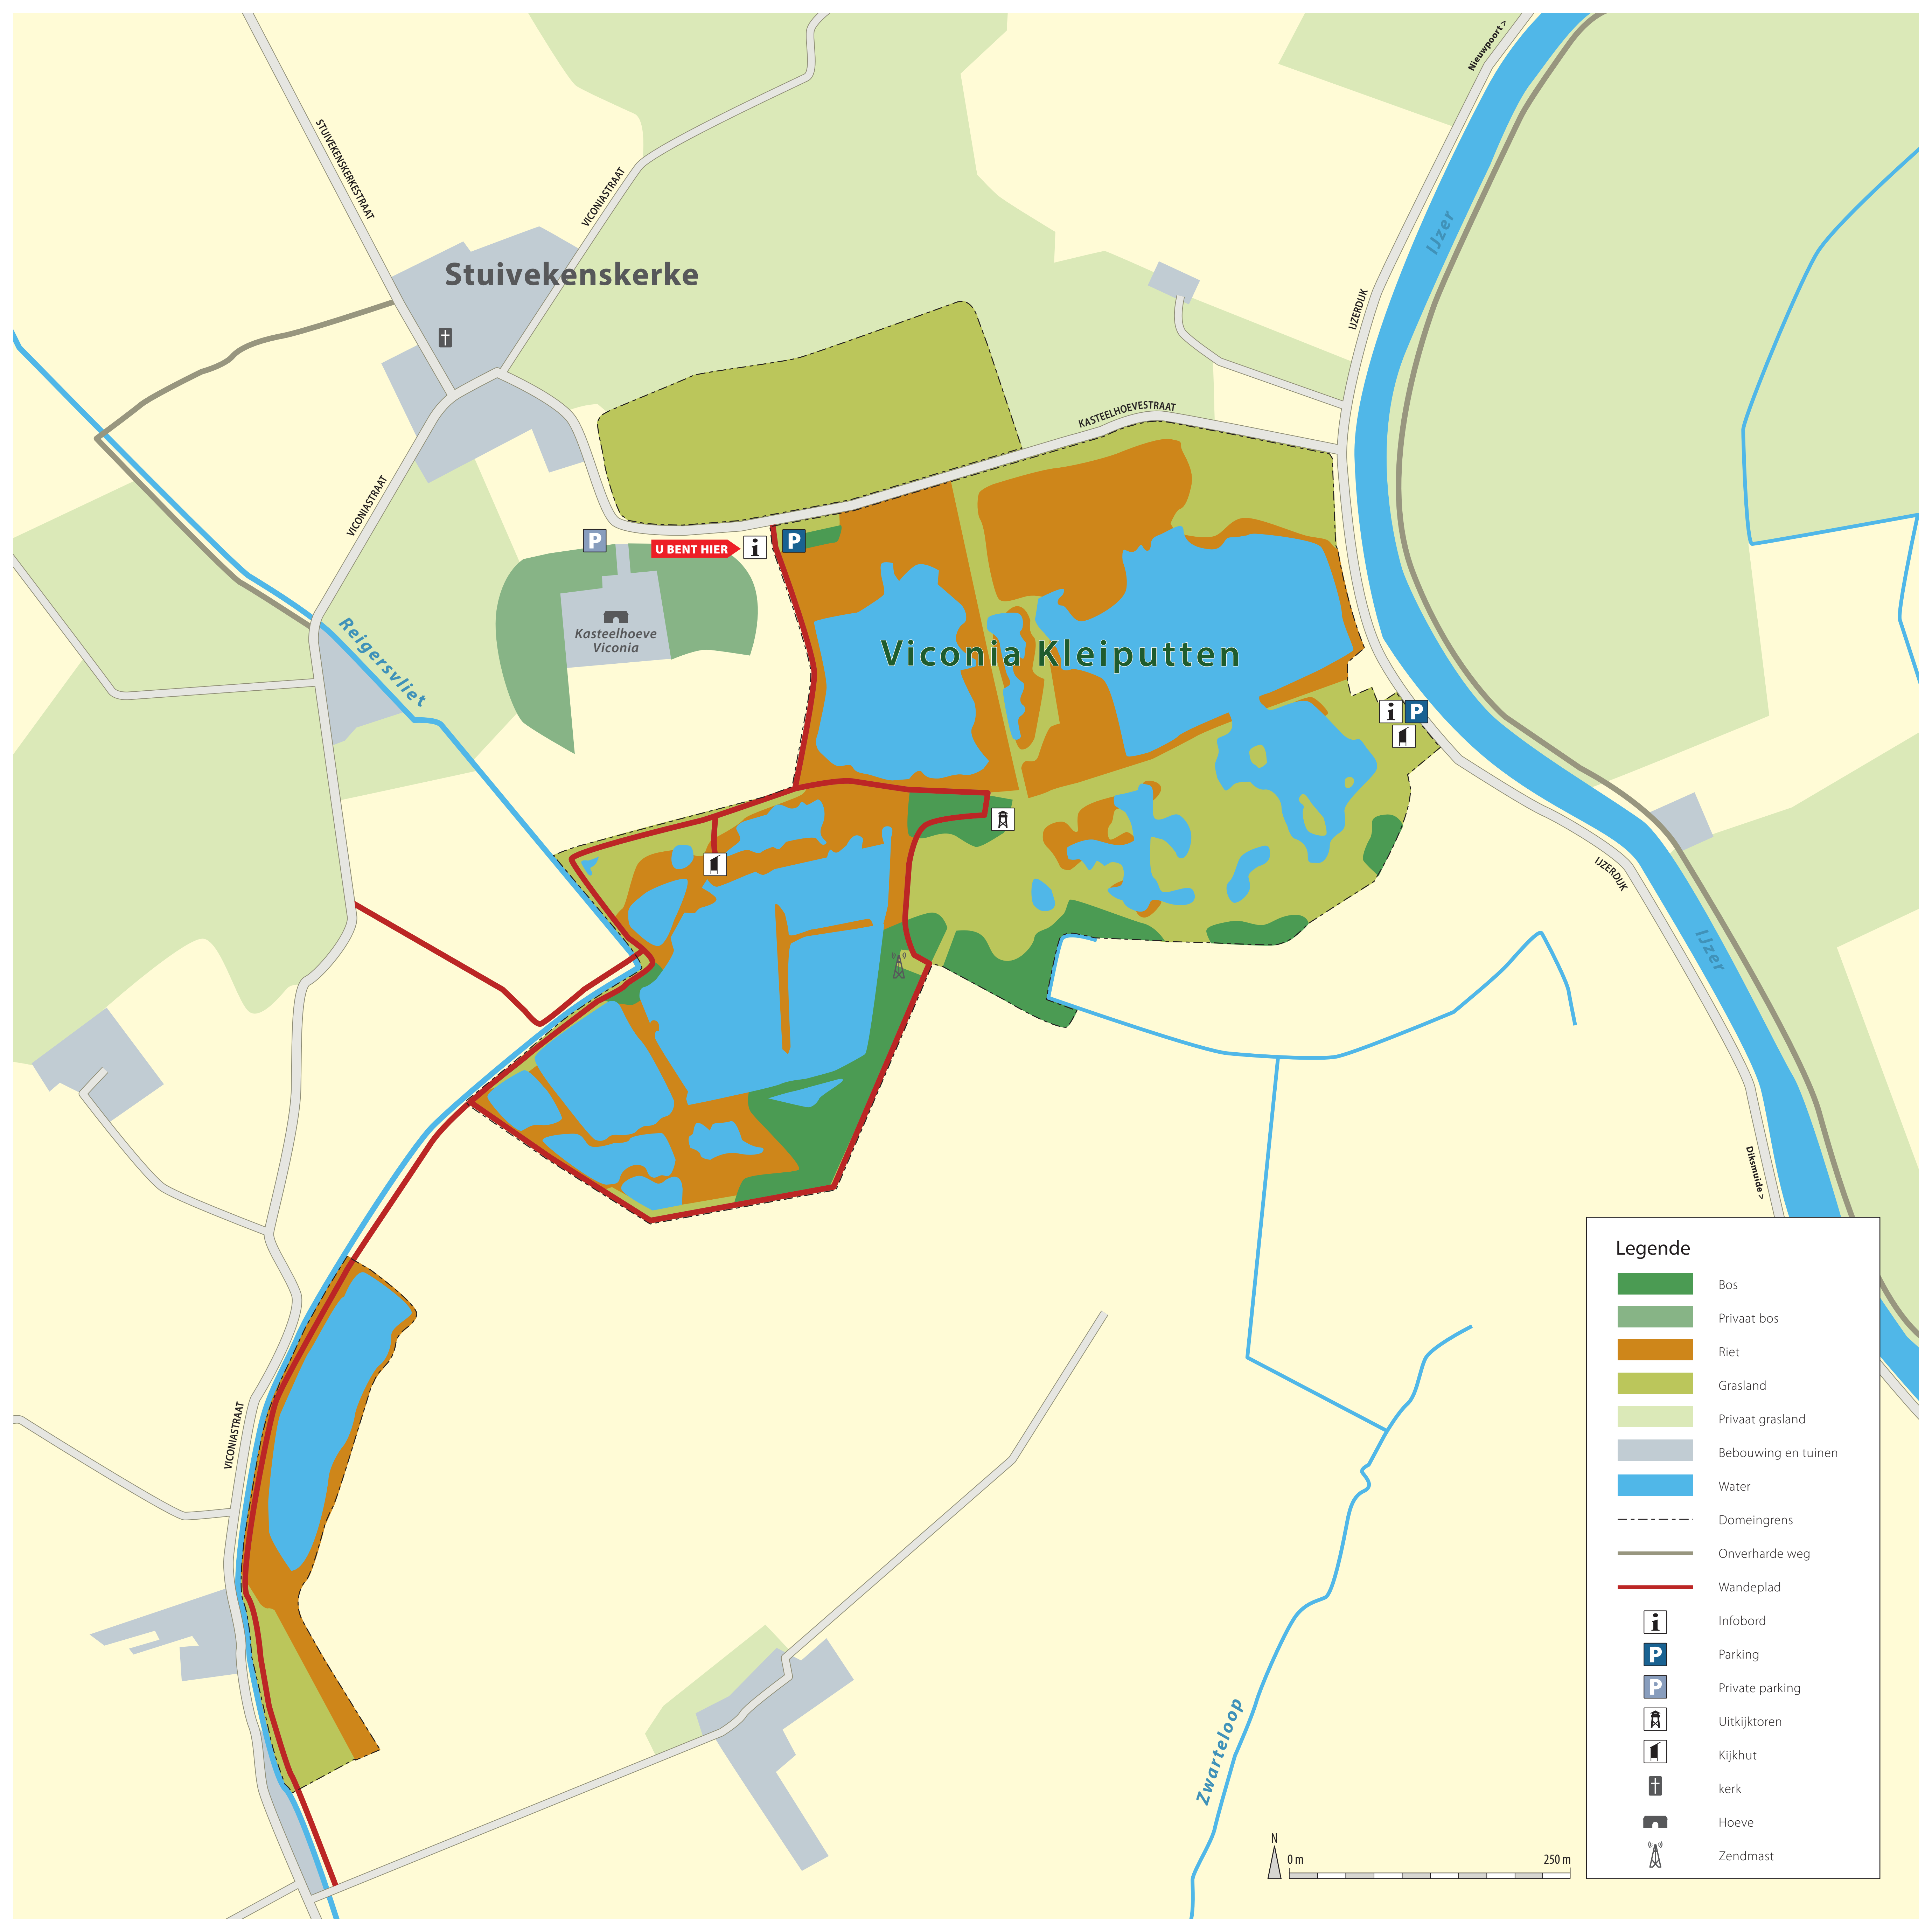 Nieuwpoort >
STUIVEKENSKERKESTRAAT
VICONIASTRAAT
IJzer
Stuivekenskerke
IJZERDIJK
KASTEELHOEVESTRAAT
VICONIASTRAAT
P
U BENT HIER
i
P
Kasteelhoeve
Viconia
Reigersvliet
Viconia Kleiputten
i
P
IJZERDIJK
IJzer
Diksmuide >
VICONIASTRAAT
Zwarteloop
N
0 m
250 m
Legende
Bos
Privaat bos
Riet
Grasland
Privaat grasland
Bebouwing en tuinen
Water
Domeingrens
Onverharde weg
Wandeplad
i
Infobord
P
Parking
P
Private parking
Uitkijktoren
Kijkhut
kerk
Hoeve
Zendmast